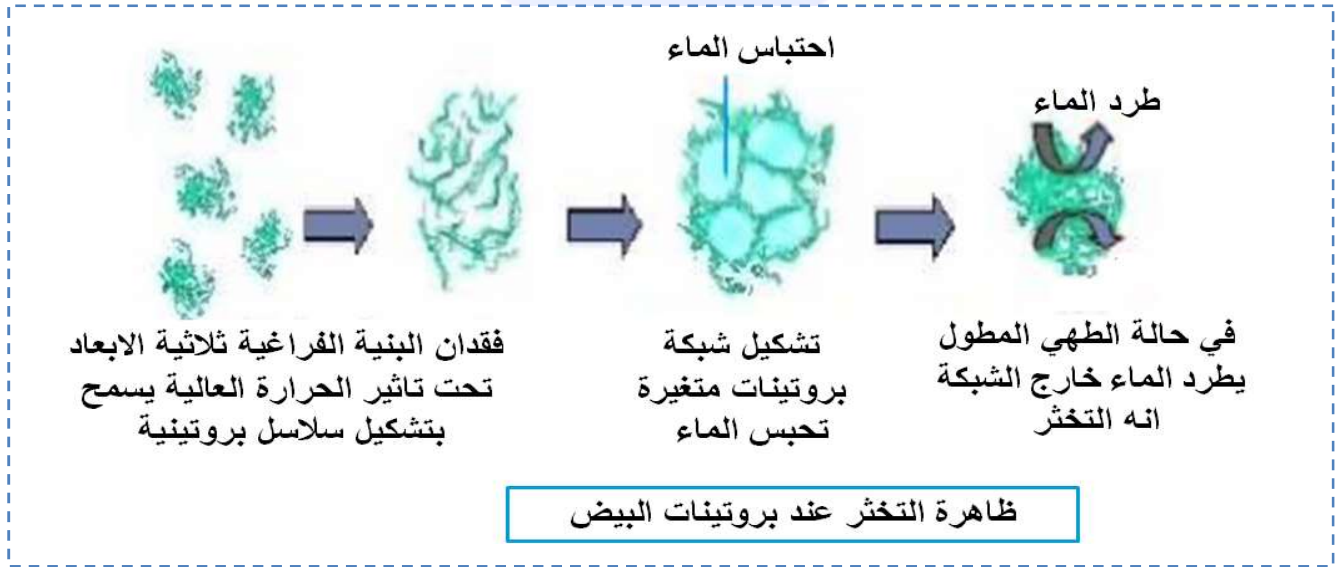 احتباس الماء
طرد الماء
فقدان البنية الفراغية ثلاثية الابعاد
تحت تاثير الحرارة العالية يسمح
بتشكيل سلاسل بروتينية
تشكيل شبكة
بروتينات متغيرة
تحبس الماء
في حالة الطهي المطول
يطرد الماء خارج الشبكة
انه التخثر
ظاهرة التخثر عند بروتينات البيض